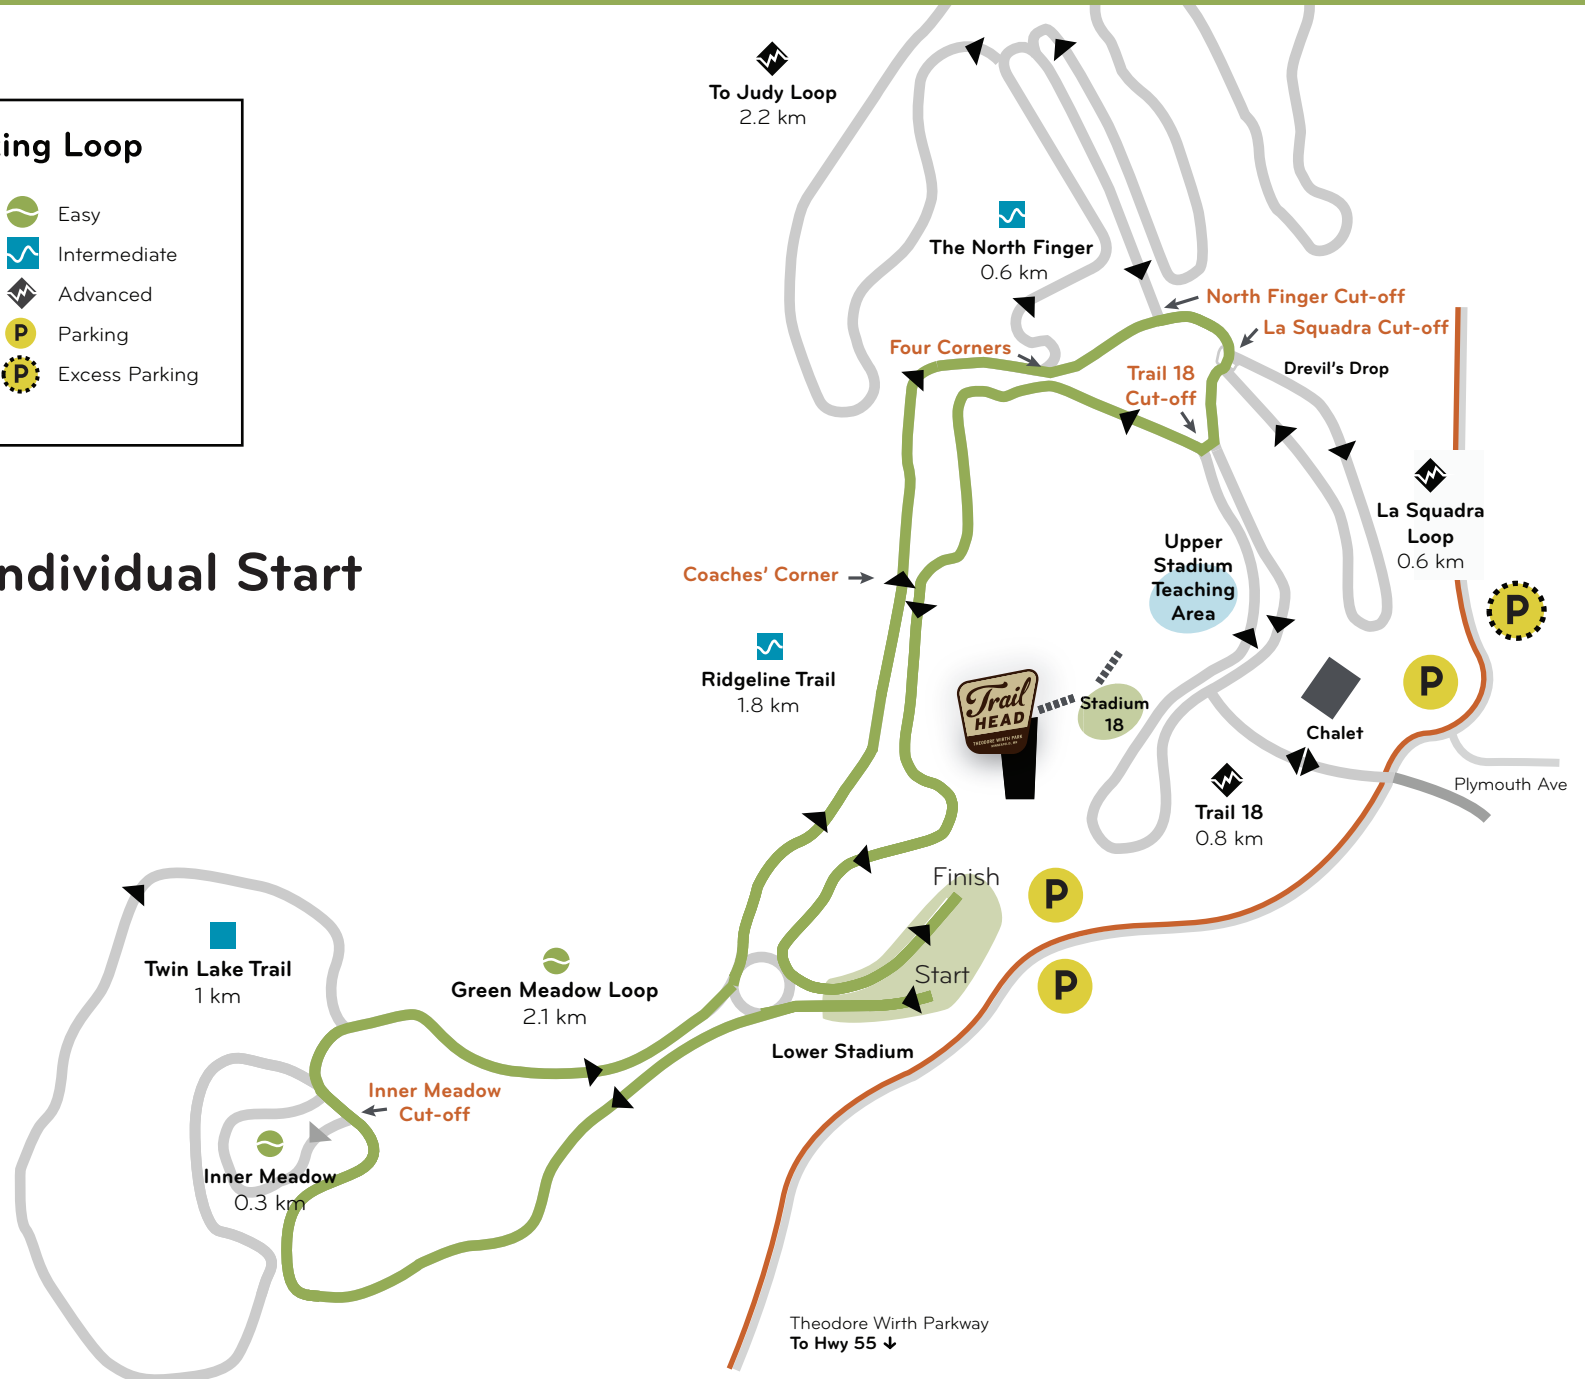 ing Loop
Easy
Intermediate
Advanced
P Parking
P Excess Parking
ndividual Start
To Judy Loop
2.2 km
The North Finger
0.6 km
North Finger Cut-off
La Squadra Cut-off
Four Corners
Drevil's Drop
Trail 18
Cut-off
La Squadra
Loop
0.6 km
Upper
Stadium
Teaching
Area
Coaches' Corner
P
Ridgeline Trail
1.8 km
Trail
HEAD
THEODORE WIRTH PARK
Stadium
18
P
Chalet
Plymouth Ave
Trail 18
0.8 km
Finish
P
Start
P
Twin Lake Trail
1 km
Green Meadow Loop
2.1 km
Lower Stadium
Inner Meadow
Cut-off
Inner Meadow
0.3 km
Theodore Wirth Parkway
To Hwy 55 ↓